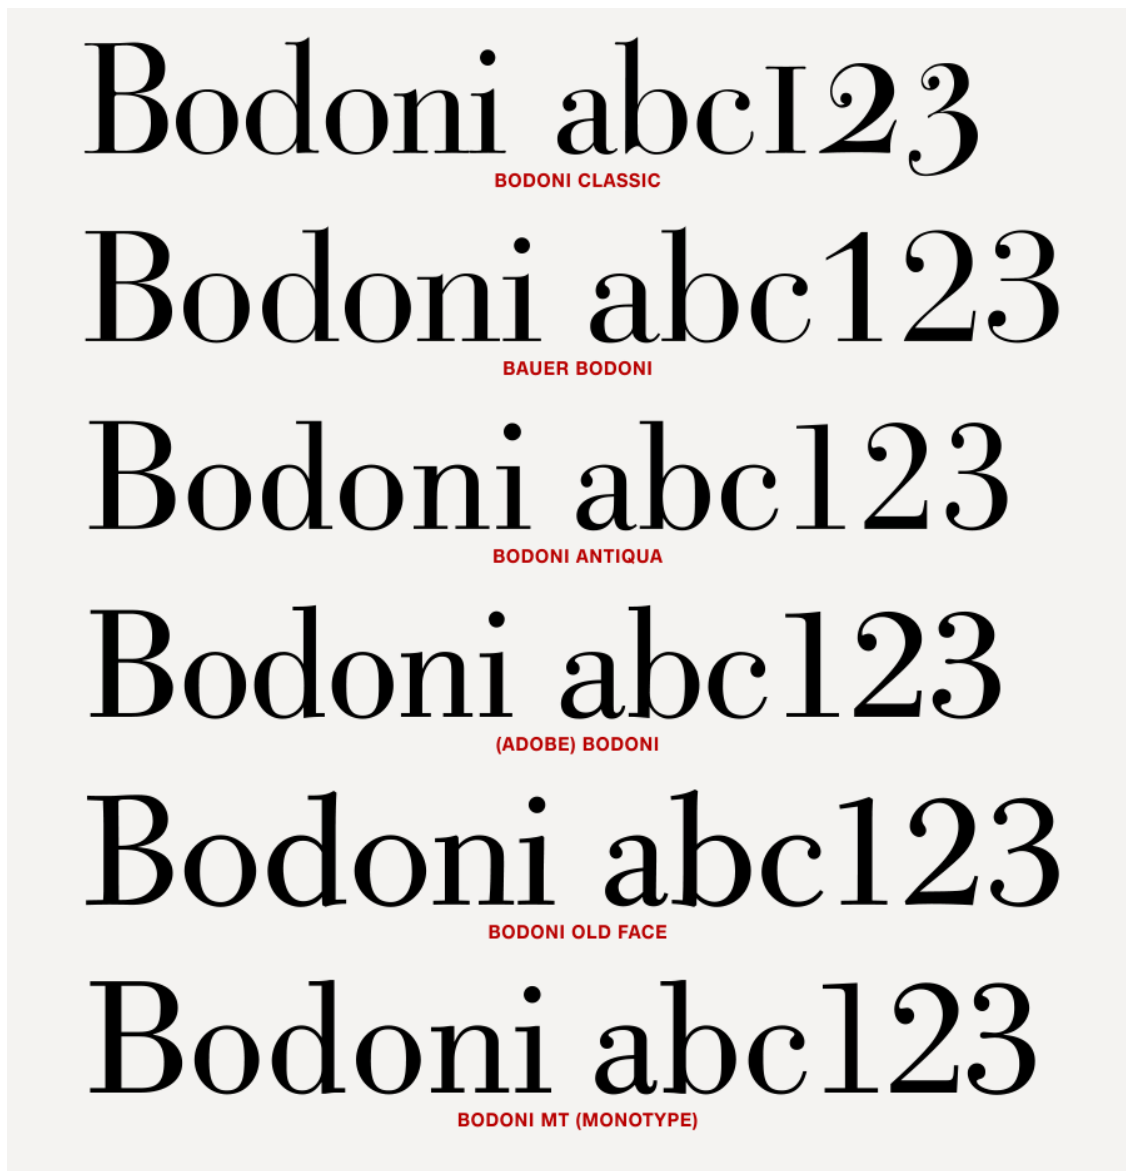 Bodoni abc123
BODONI CLASSIC
Bodoni abc123
BAUER BODONI
Bodoni abc123
BODONI ANTIQUA
Bodoni abc123
(ADOBE) BODONI
Bodoni abc123
BODONI OLD FACE
Bodoni abc123
BODONI MT (MONOTYPE)